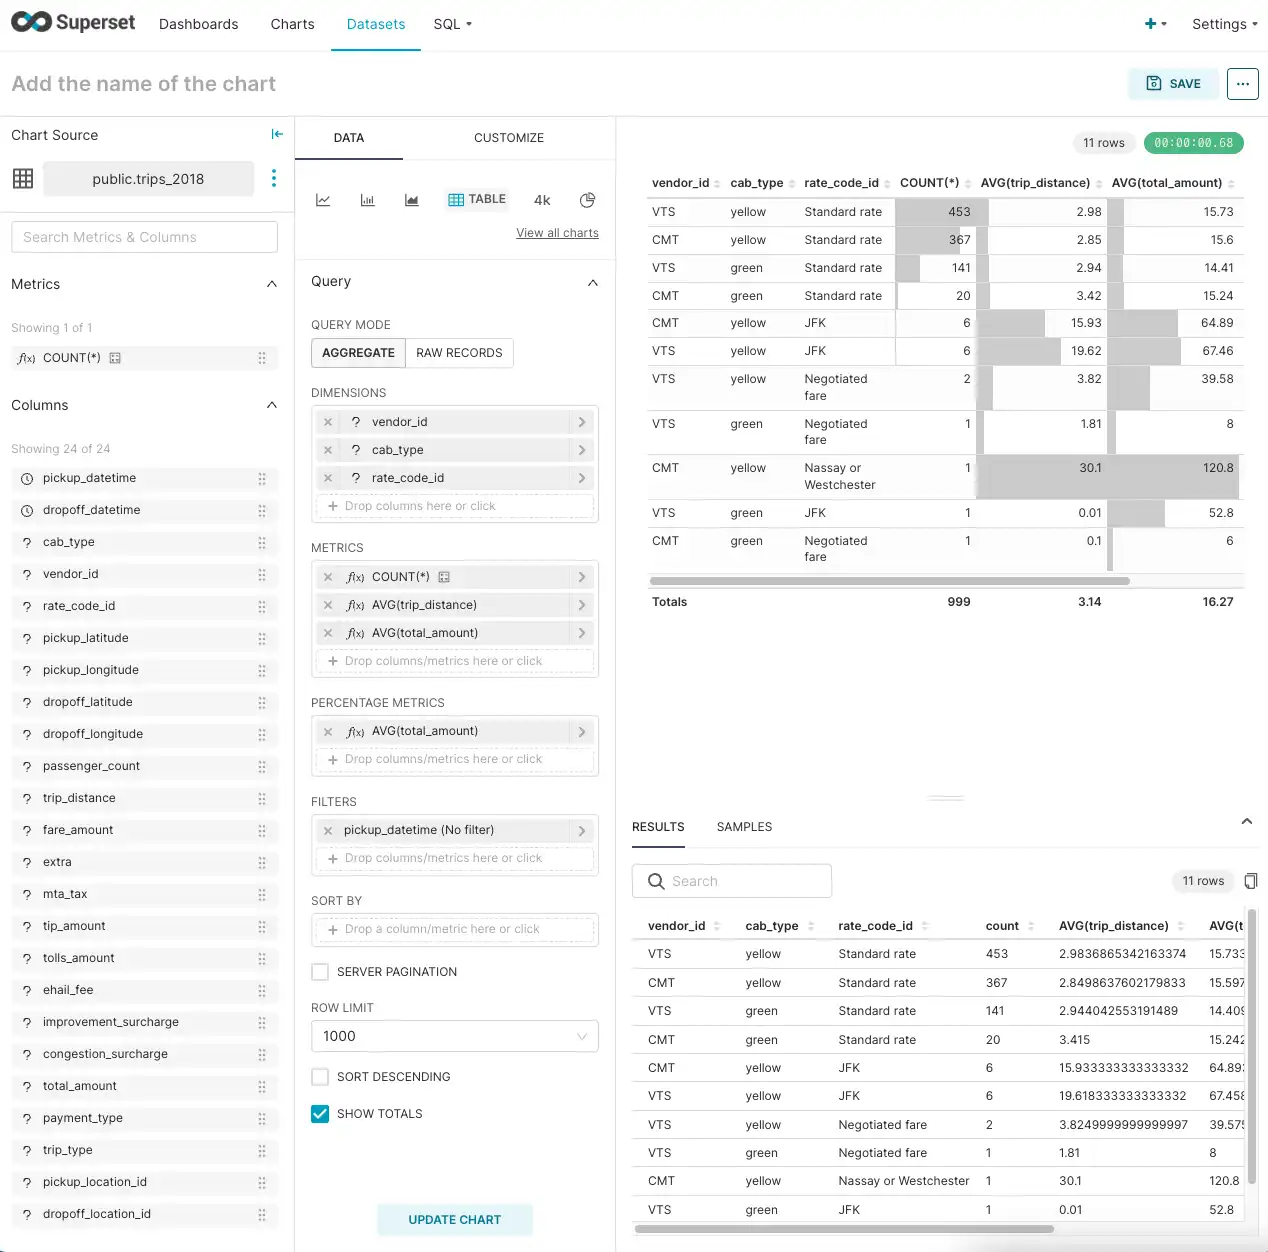 Superset Dashboards Charts Datasets SQL Settings
Add the name of the chart
SAVE
Chart Source
public.trips_2018
Search Metrics & Columns
Metrics
Showing 1 of 1
f(x) COUNT(*)
Columns
Showing 24 of 24
pickup_datetime
dropoff_datetime
? cab_type
? vendor_id
? rate_code_id
? pickup_latitude
? pickup_longitude
? dropoff_latitude
? dropoff_longitude
? passenger_count
? trip_distance
? fare_amount
? extra
? mta_tax
? tip_amount
? tolls_amount
? ehail_fee
? improvement_surcharge
? congestion_surcharge
? total_amount
? payment_type
? trip_type
? pickup_location_id
? dropoff_location_id
DATA CUSTOMIZE
TABLE 4k
View all charts
Query
QUERY MODE
AGGREGATE RAW RECORDS
DIMENSIONS
× ? vendor_id
× ? cab_type
× ? rate_code_id
+ Drop columns here or click
METRICS
× f(x) COUNT(*)
× f(x) AVG(trip_distance)
× f(x) AVG(total_amount)
+ Drop columns/metrics here or click
PERCENTAGE METRICS
× f(x) AVG(total_amount)
+ Drop columns/metrics here or click
FILTERS
× pickup_datetime (No filter)
+ Drop columns/metrics here or click
SORT BY
+ Drop a column/metric here or click
SERVER PAGINATION
ROW LIMIT
1000
SORT DESCENDING
SHOW TOTALS
UPDATE CHART
11 rows 00:00:00.68
vendor_id cab_type rate_code_id COUNT(*) AVG(trip_distance) AVG(total_amount)
VTS yellow Standard rate 453 2.98 15.73
CMT yellow Standard rate 367 2.85 15.6
VTS green Standard rate 141 2.94 14.41
CMT green Standard rate 20 3.42 15.24
CMT yellow JFK 6 15.93 64.89
VTS yellow JFK 6 19.62 67.46
VTS yellow Negotiated 2 3.82 39.58
fare
VTS green Negotiated 1 1.81 8
fare
CMT yellow Nassay or 1 30.1 120.8
Westchester
VTS green JFK 1 0.01 52.8
CMT green Negotiated 1 0.1 6
fare
Totals 999 3.14 16.27
RESULTS SAMPLES
Search
11 rows
vendor_id cab_type rate_code_id count AVG(trip_distance) AVG(t
VTS yellow Standard rate 453 2.9836865342163374 15.733
CMT yellow Standard rate 367 2.8498637602179833 15.597
VTS green Standard rate 141 2.944042553191489 14.409
CMT green Standard rate 20 3.415 15.242
CMT yellow JFK 6 15.933333333333332 64.893
VTS yellow JFK 6 19.618333333333332 67.458
VTS yellow Negotiated fare 2 3.8249999999999997 39.575
VTS green Negotiated fare 1 1.81 8
CMT yellow Nassay or Westchester 1 30.1 120.8
VTS green JFK 1 0.01 52.8